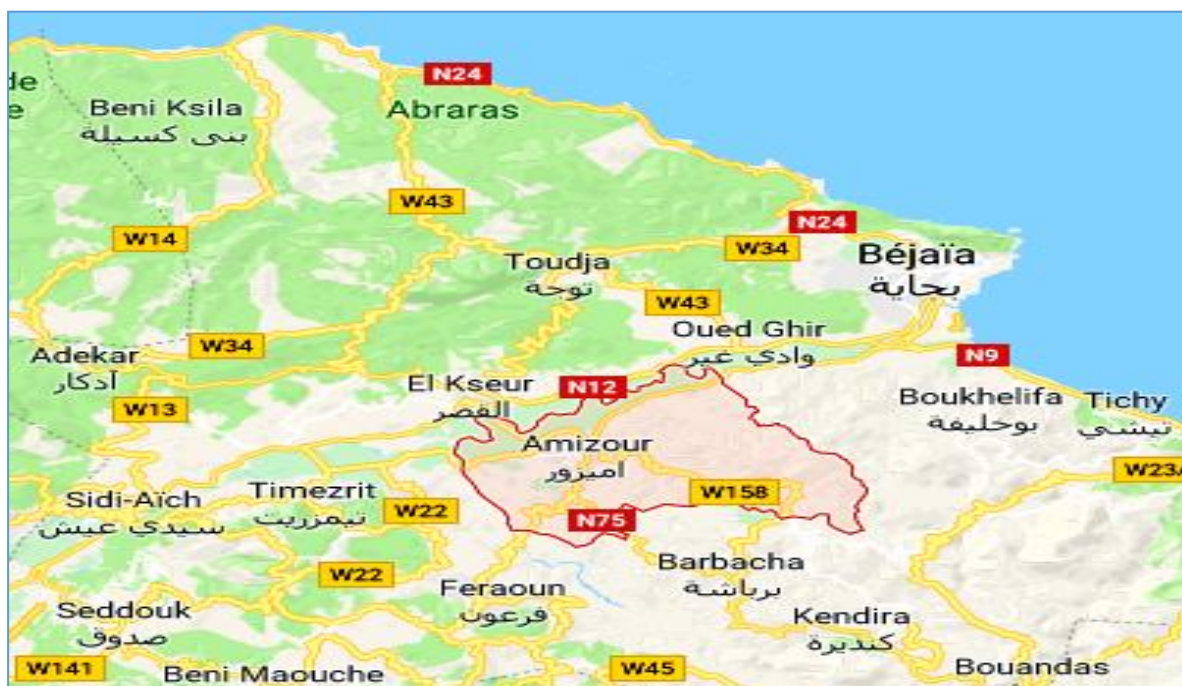 de
e
N24
Beni Ksila
بني كسيلة
Abraras
W43
N24
W14
W34
Béjaïa
بجاية
Toudja
توجة
W43
Oued Ghir
وادي غير
W34
Adekar
آدكار
N9
El Kseur
القصر
N12
Boukhelifa
بوخليفة
Tichy
تيشي
W13
Amizour
اميزور
W23A
Sidi-Aïch
سيدي عيش
Timezrit
تيمزريت
W158
W22
N75
Barbacha
برباشة
W22
Feraoun
فرعون
Seddouk
صدوق
Kendira
كنديرة
W141
Beni Maouche
W45
Bouandas